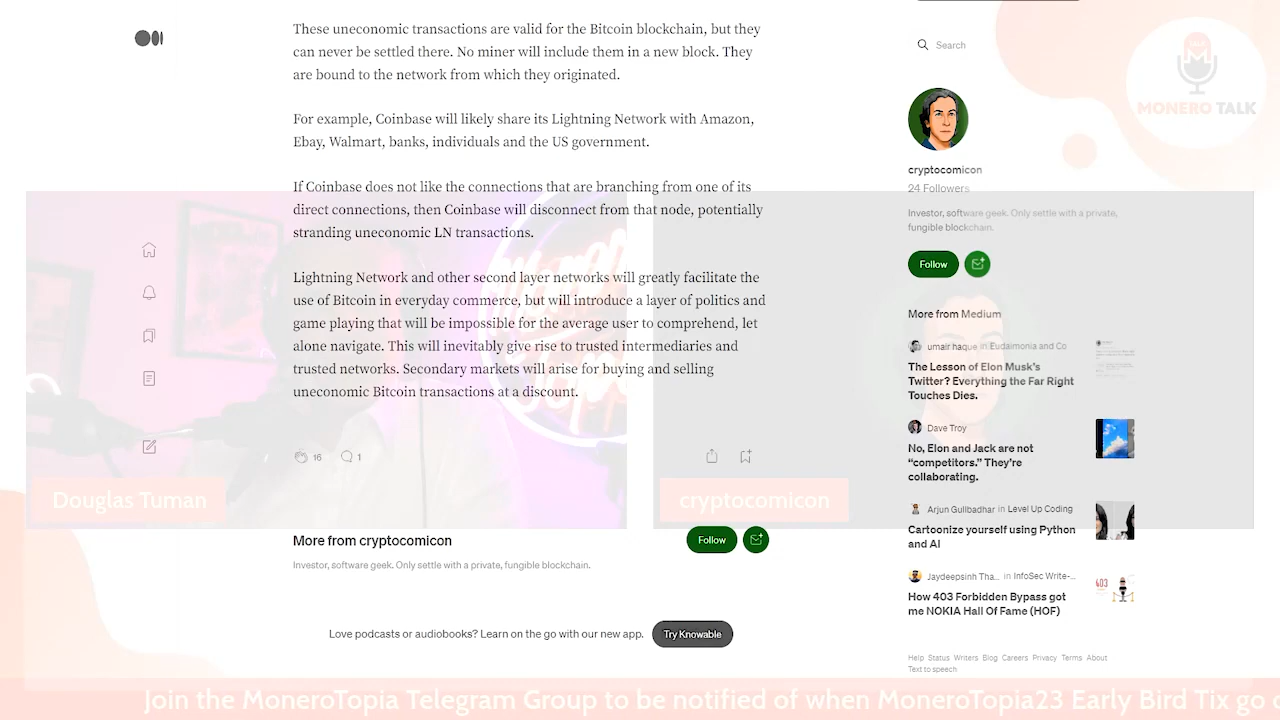 These uneconomic transactions are valid for the Bitcoin blockchain, but they
can never be settled there. No miner will include them in a new block. They
are bound to the network from which they originated.
For example, Coinbase will likely share its Lightning Network with Amazon,
Ebay, Walmart, banks, individuals and the US government.
If Coinbase does not like the connections that are branching from one of its
direct connections, then Coinbase will disconnect from that node, potentially
stranding uneconomic LN transactions.
Lightning Network and other second layer networks will greatly facilitate the
use of Bitcoin in everyday commerce, but will introduce a layer of politics and
game playing that will be impossible for the average user to comprehend, let
alone navigate. This will inevitably give rise to trusted intermediaries and
trusted networks. Secondary markets will arise for buying and selling
uneconomic Bitcoin transactions at a discount.
16
1
Douglas Tuman
cryptocomicon
More from cryptocomicon
Follow
Investor, software geek. Only settle with a private, fungible blockchain.
Love podcasts or audiobooks? Learn on the go with our new app.
Try Knowable
Search
MONERO TALK
cryptocomicon
24 Followers
Investor, software geek. Only settle with a private,
fungible blockchain.
Follow
More from Medium
umair haque in Eudaimonia and Co
The Lesson of Elon Musk's
Twitter? Everything the Far Right
Touches Dies.
Dave Troy
No, Elon and Jack are not
“competitors.” They're
collaborating.
Arjun Gullbadhar in Level Up Coding
Cartoonize yourself using Python
and AI
Jaydeepsinh Tha... in InfoSec Write-...
How 403 Forbidden Bypass got
me NOKIA Hall Of Fame (HOF)
403
Help Status Writers Blog Careers Privacy Terms About
Text to speech
Join the MoneroTopia Telegram Group to be notified of when MoneroTopia23 Early Bird Tix go